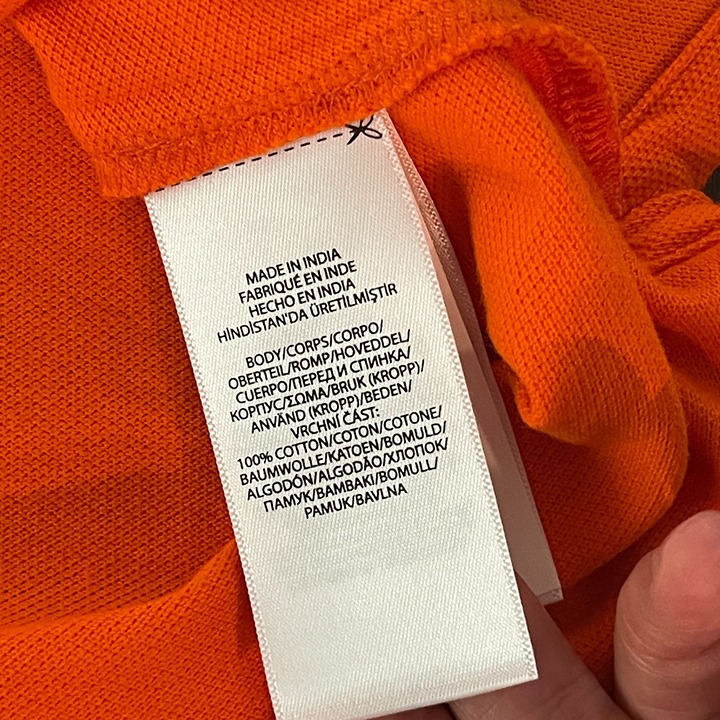 MADE IN INDIA
FABRIQUÉ EN INDE
HECHO EN INDIA
HİNDİSTAN'DA ÜRETİLMİŞTİR
BODY/CORPS/CORPO/
OBERTEIL/ROMP/HOVEDDEL/
CUERPO/ПЕРЕД И СПИНКА/
КОРПУС/ΣΩΜΑ/BRUK (KROPP)/
ANVÄND (KROPP)/BEDEN/
VRCHNÍ ČÁST:
100% COTTON/COTON/COTONE/
BAUMWOLLE/KATOEN/BOMULD/
ALGODÓN/ALGODÃO/ХЛОПОК/
ПАМУК/ΒΑΜΒΑΚΙ/BOMULL/
PAMUK/BAVLNA